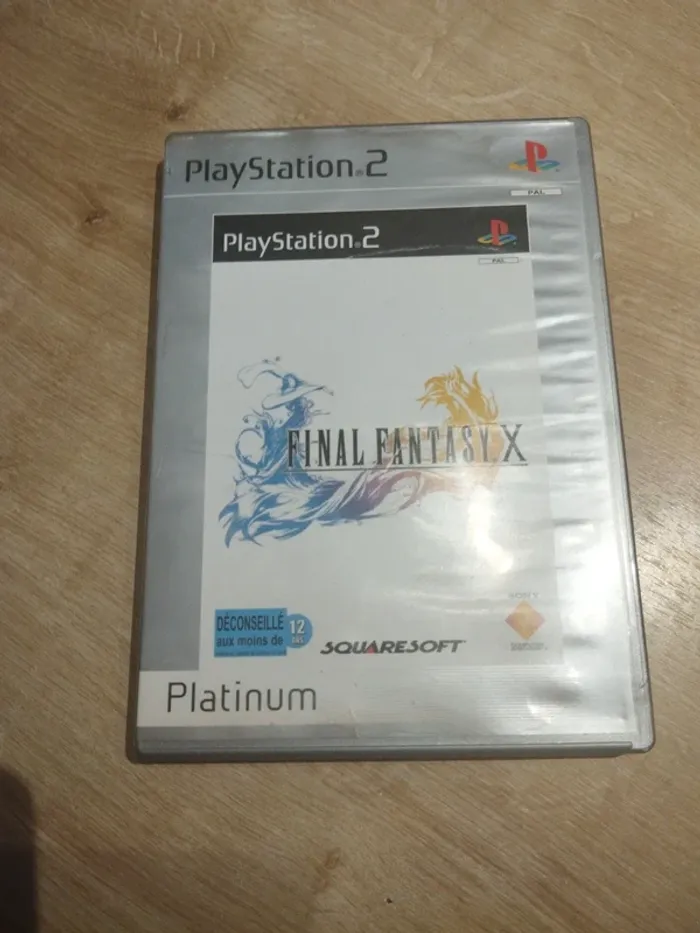 PlayStation®2
PAL
PlayStation®2
PAL
FINAL FANTASY X
DÉCONSEILLÉ
aux moins de
12
ANS
SQUARESOFT
SONY
Platinum